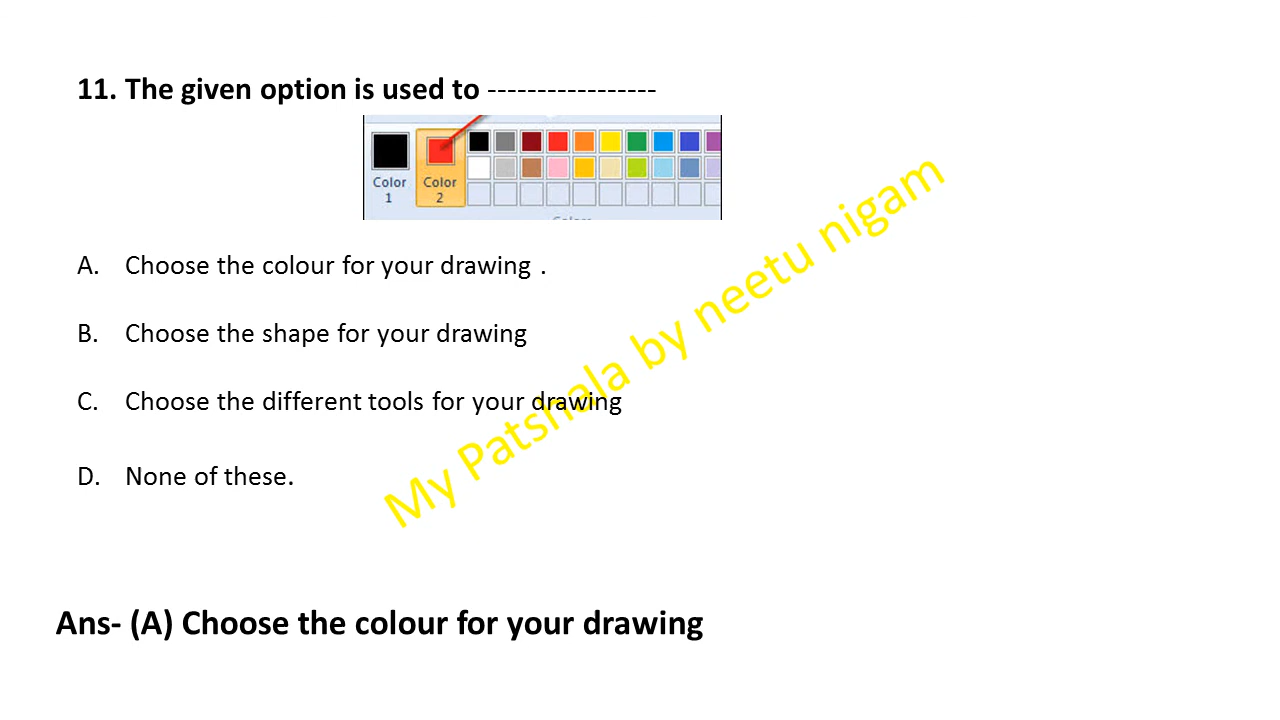 11. The given option is used to -----------------
Color 1
Color 2
A. Choose the colour for your drawing .
B. Choose the shape for your drawing
C. Choose the different tools for your drawing
D. None of these.
My Patshala by neetu nigam
Ans- (A) Choose the colour for your drawing